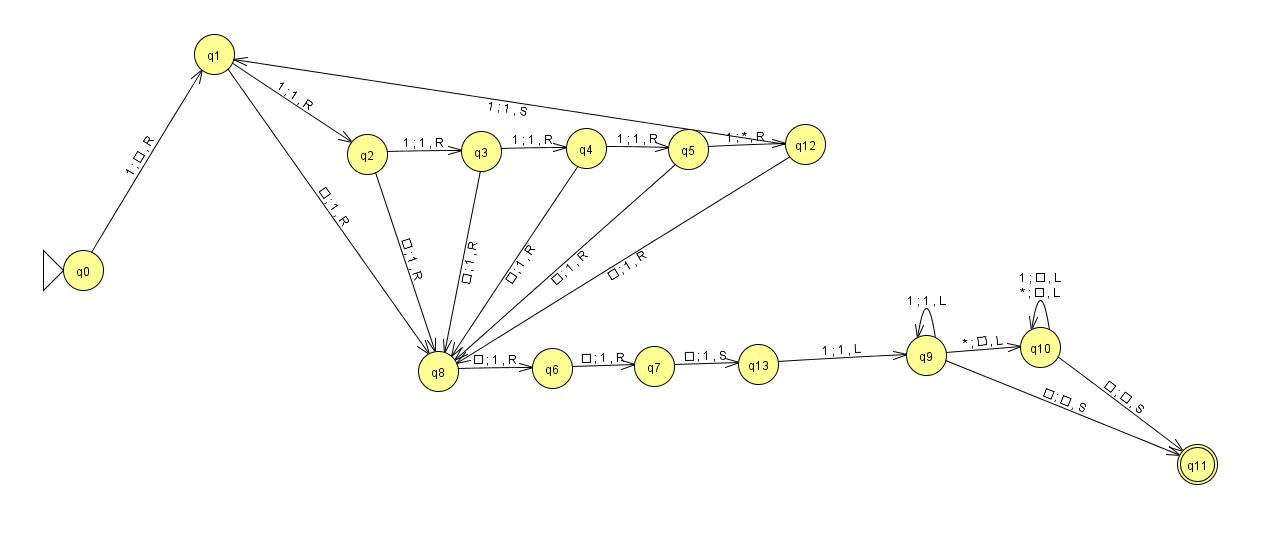 q1
1 ; 1 , R
1 ; 1 , S
1 ; □ , R
q2
1 ; 1 , R
q3
1 ; 1 , R
q4
1 ; 1 , R
q5
1 ; * , R
q12
□ ; 1 , R
□ ; 1 , R
□ ; 1 , R
□ ; 1 , R
□ ; 1 , R
□ ; 1 , R
q0
1 ; □ , L
* ; □ , L
1 ; 1 , L
q8
□ ; 1 , R
q6
□ ; 1 , R
q7
□ ; 1 , S
q13
1 ; 1 , L
q9
* ; □ , L
q10
□ ; □ , S
□ ; □ , S
q11